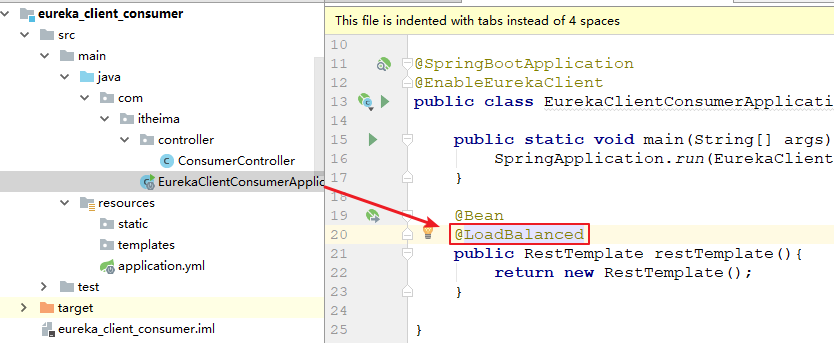 eureka_client_consumer
src
main
java
com
itheima
controller
ConsumerController
EurekaClientConsumerApplic
resources
static
templates
application.yml
test
target
eureka_client_consumer.iml
This file is indented with tabs instead of 4 spaces
10
11 @SpringBootApplication
12 @EnableEurekaClient
13 public class EurekaClientConsumerApplicati
14
15 public static void main(String[] args)
16 SpringApplication.run(EurekaClient
17 }
18
19 @Bean
20 @LoadBalanced
21 public RestTemplate restTemplate(){
22 return new RestTemplate();
23 }
24
25 }